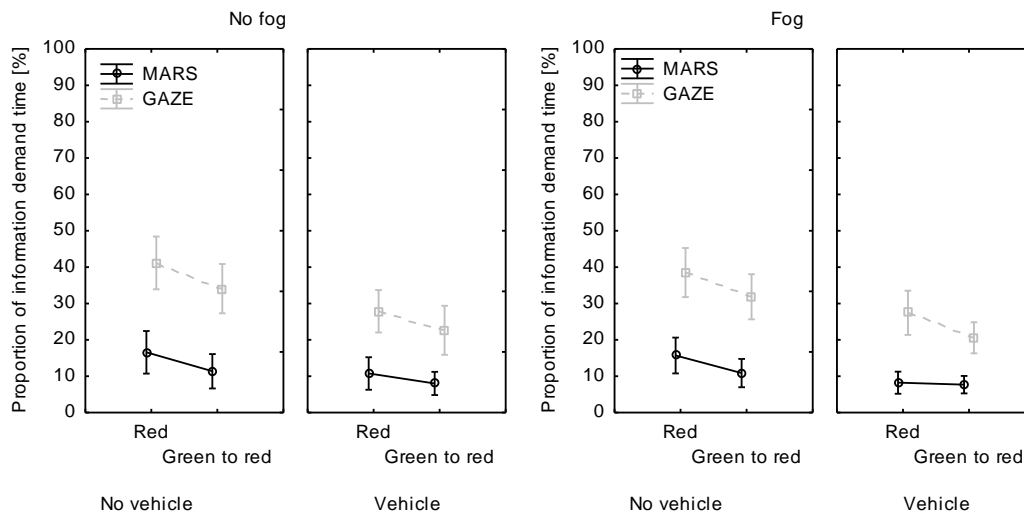 No fog
Fog
Proportion of information demand time [%]
100
90
80
70
60
50
40
30
20
10
0
MARS
GAZE
Red
Green to red
No vehicle
Red
Green to red
Vehicle
Proportion of information demand time [%]
100
90
80
70
60
50
40
30
20
10
0
MARS
GAZE
Red
Green to red
No vehicle
Red
Green to red
Vehicle